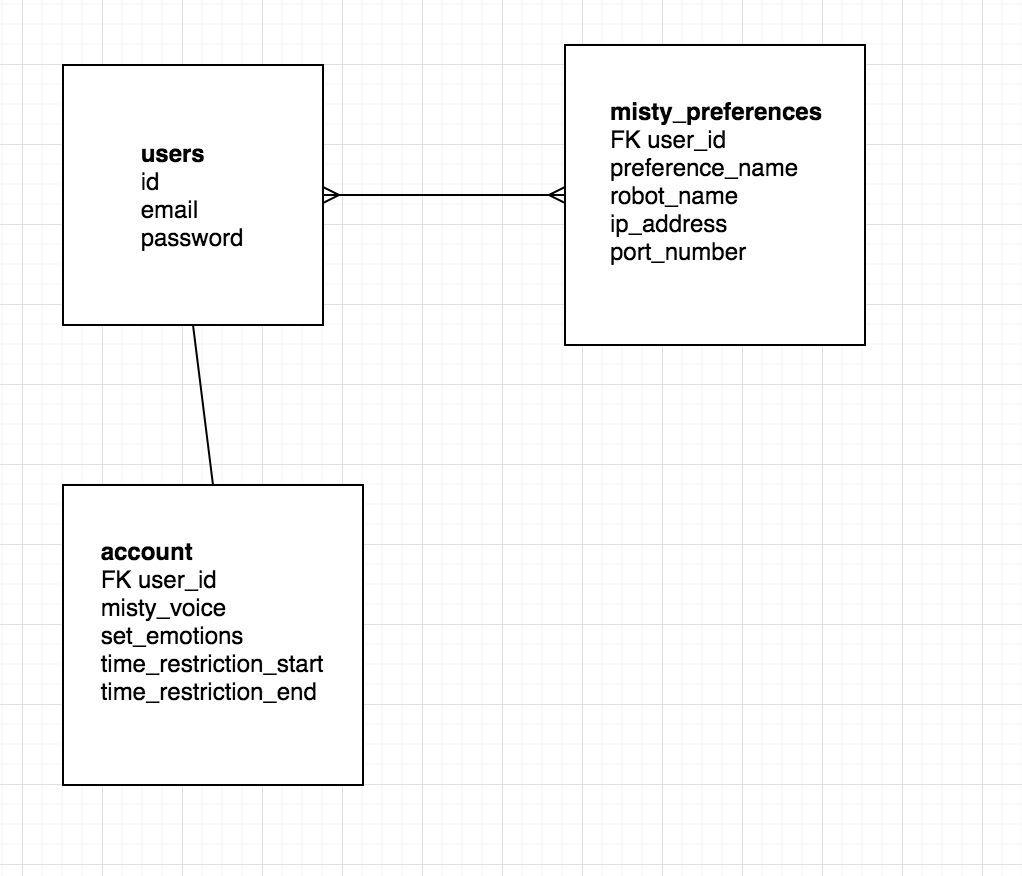 users
id
email
password
misty_preferences
FK user_id
preference_name
robot_name
ip_address
port_number
account
FK user_id
misty_voice
set_emotions
time_restriction_start
time_restriction_end